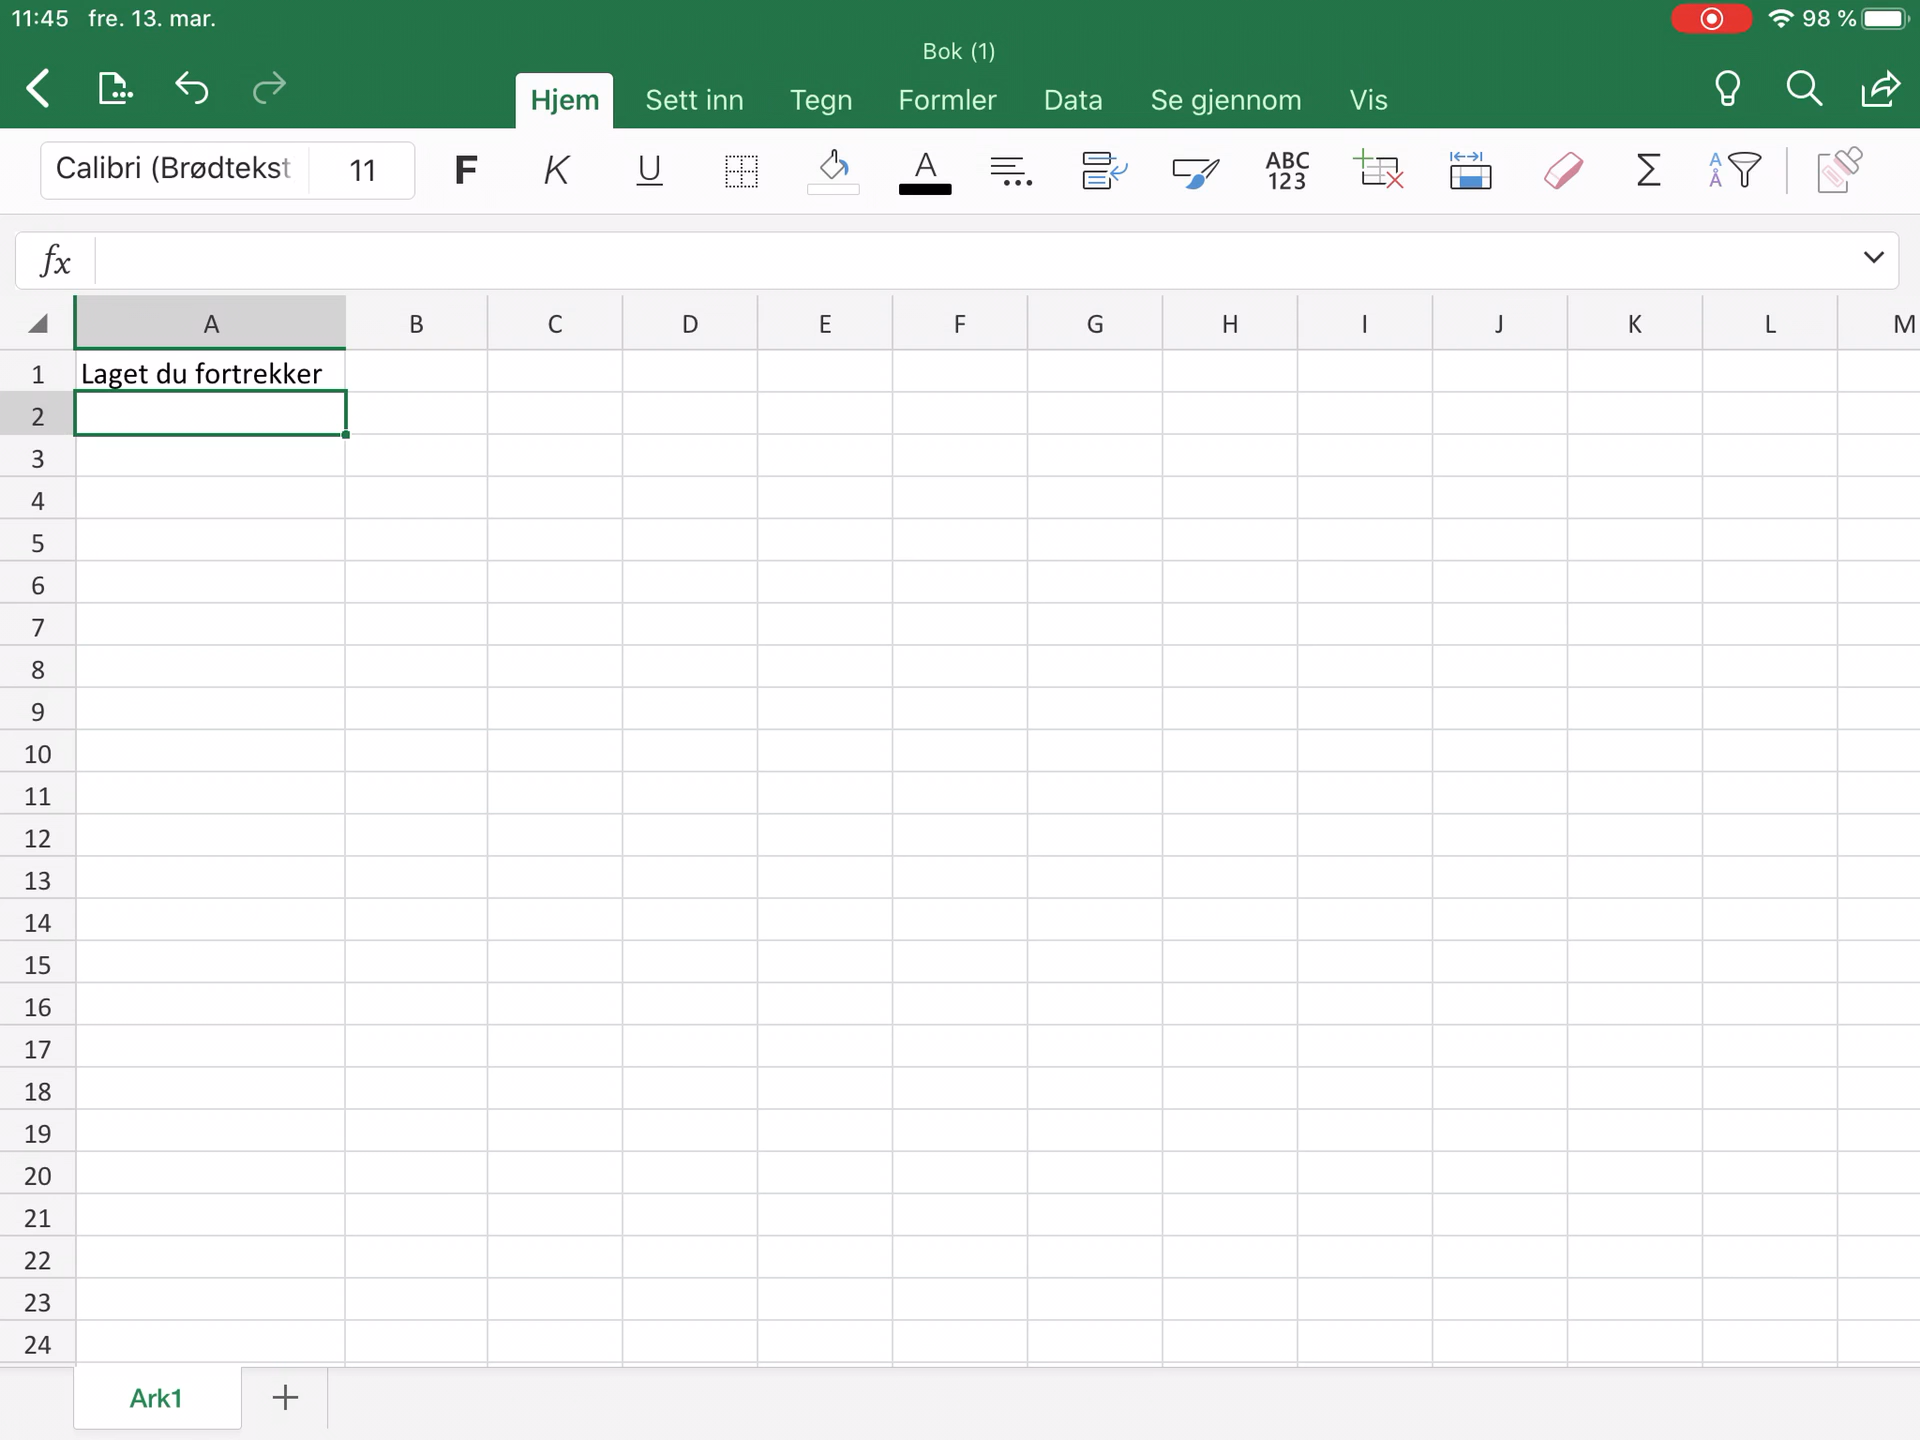 11:45 fre. 13. mar. 98 %
Bok (1)
Hjem Sett inn Tegn Formler Data Se gjennom Vis
Calibri (Brødtekst 11 F K U A ABC 123 Σ A Å
fx
A B C D E F G H I J K L M
1 Laget du fortrekker
2
3
4
5
6
7
8
9
10
11
12
13
14
15
16
17
18
19
20
21
22
23
24
Ark1 +